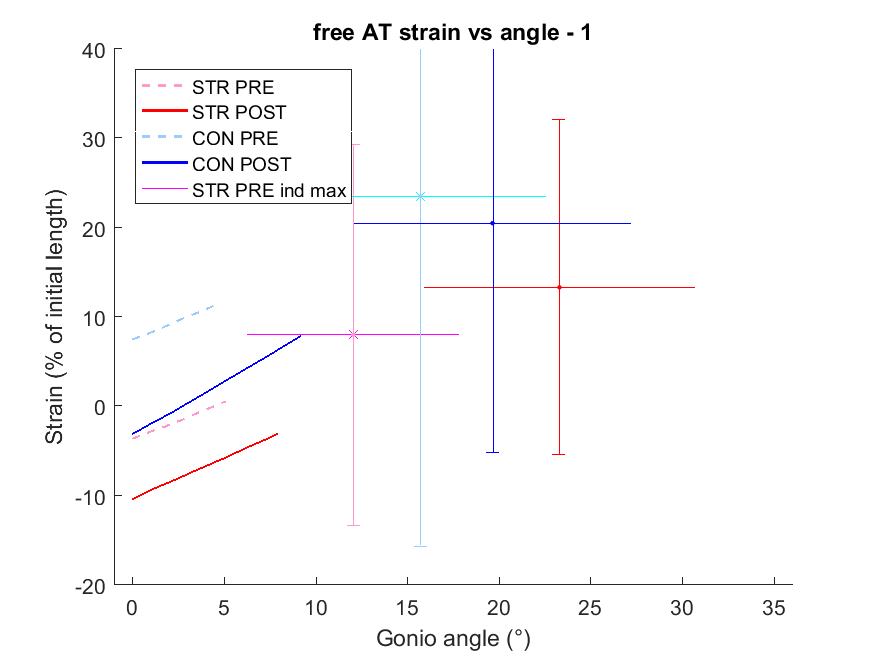 free AT strain vs angle - 1
40
30
20
10
0
-10
-20
Strain (% of initial length)
STR PRE
STR POST
CON PRE
CON POST
STR PRE ind max
0 5 10 15 20 25 30 35
Gonio angle (°)